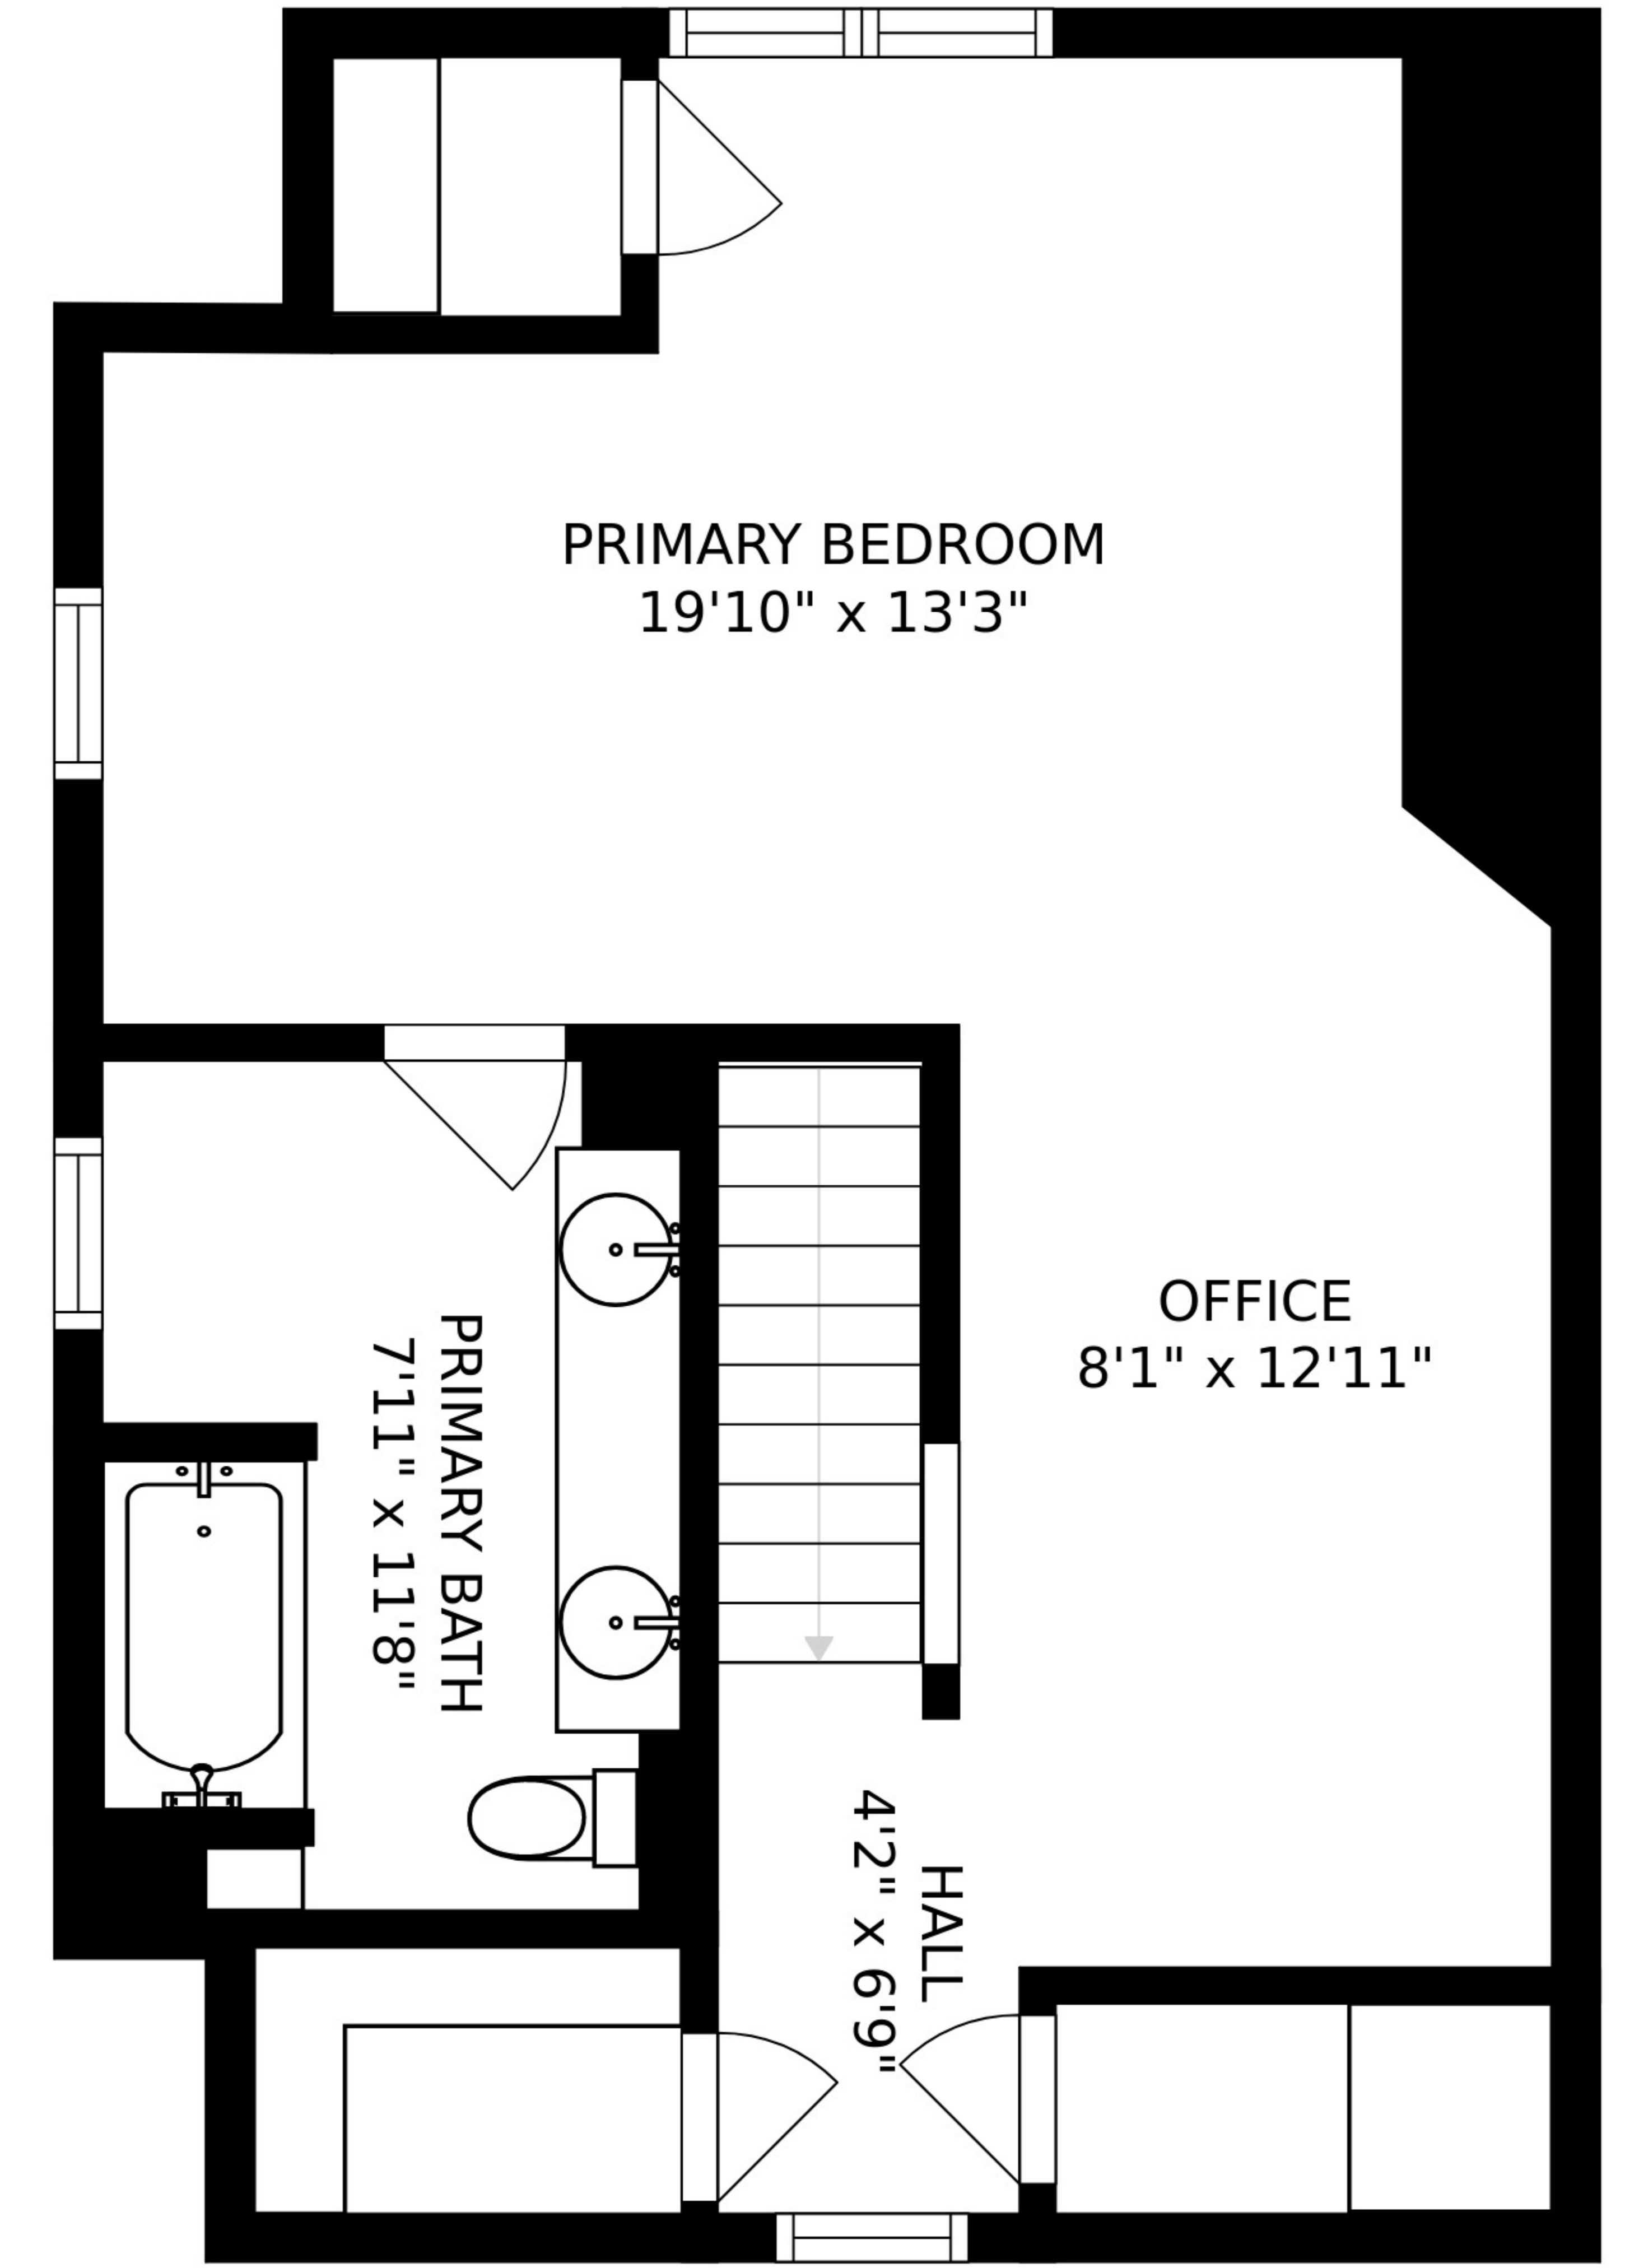 PRIMARY BEDROOM
19'10" x 13'3"
OFFICE
8'1" x 12'11"
PRIMARY BATH
7'11" x 11'8"
HALL
4'2" x 6'9"